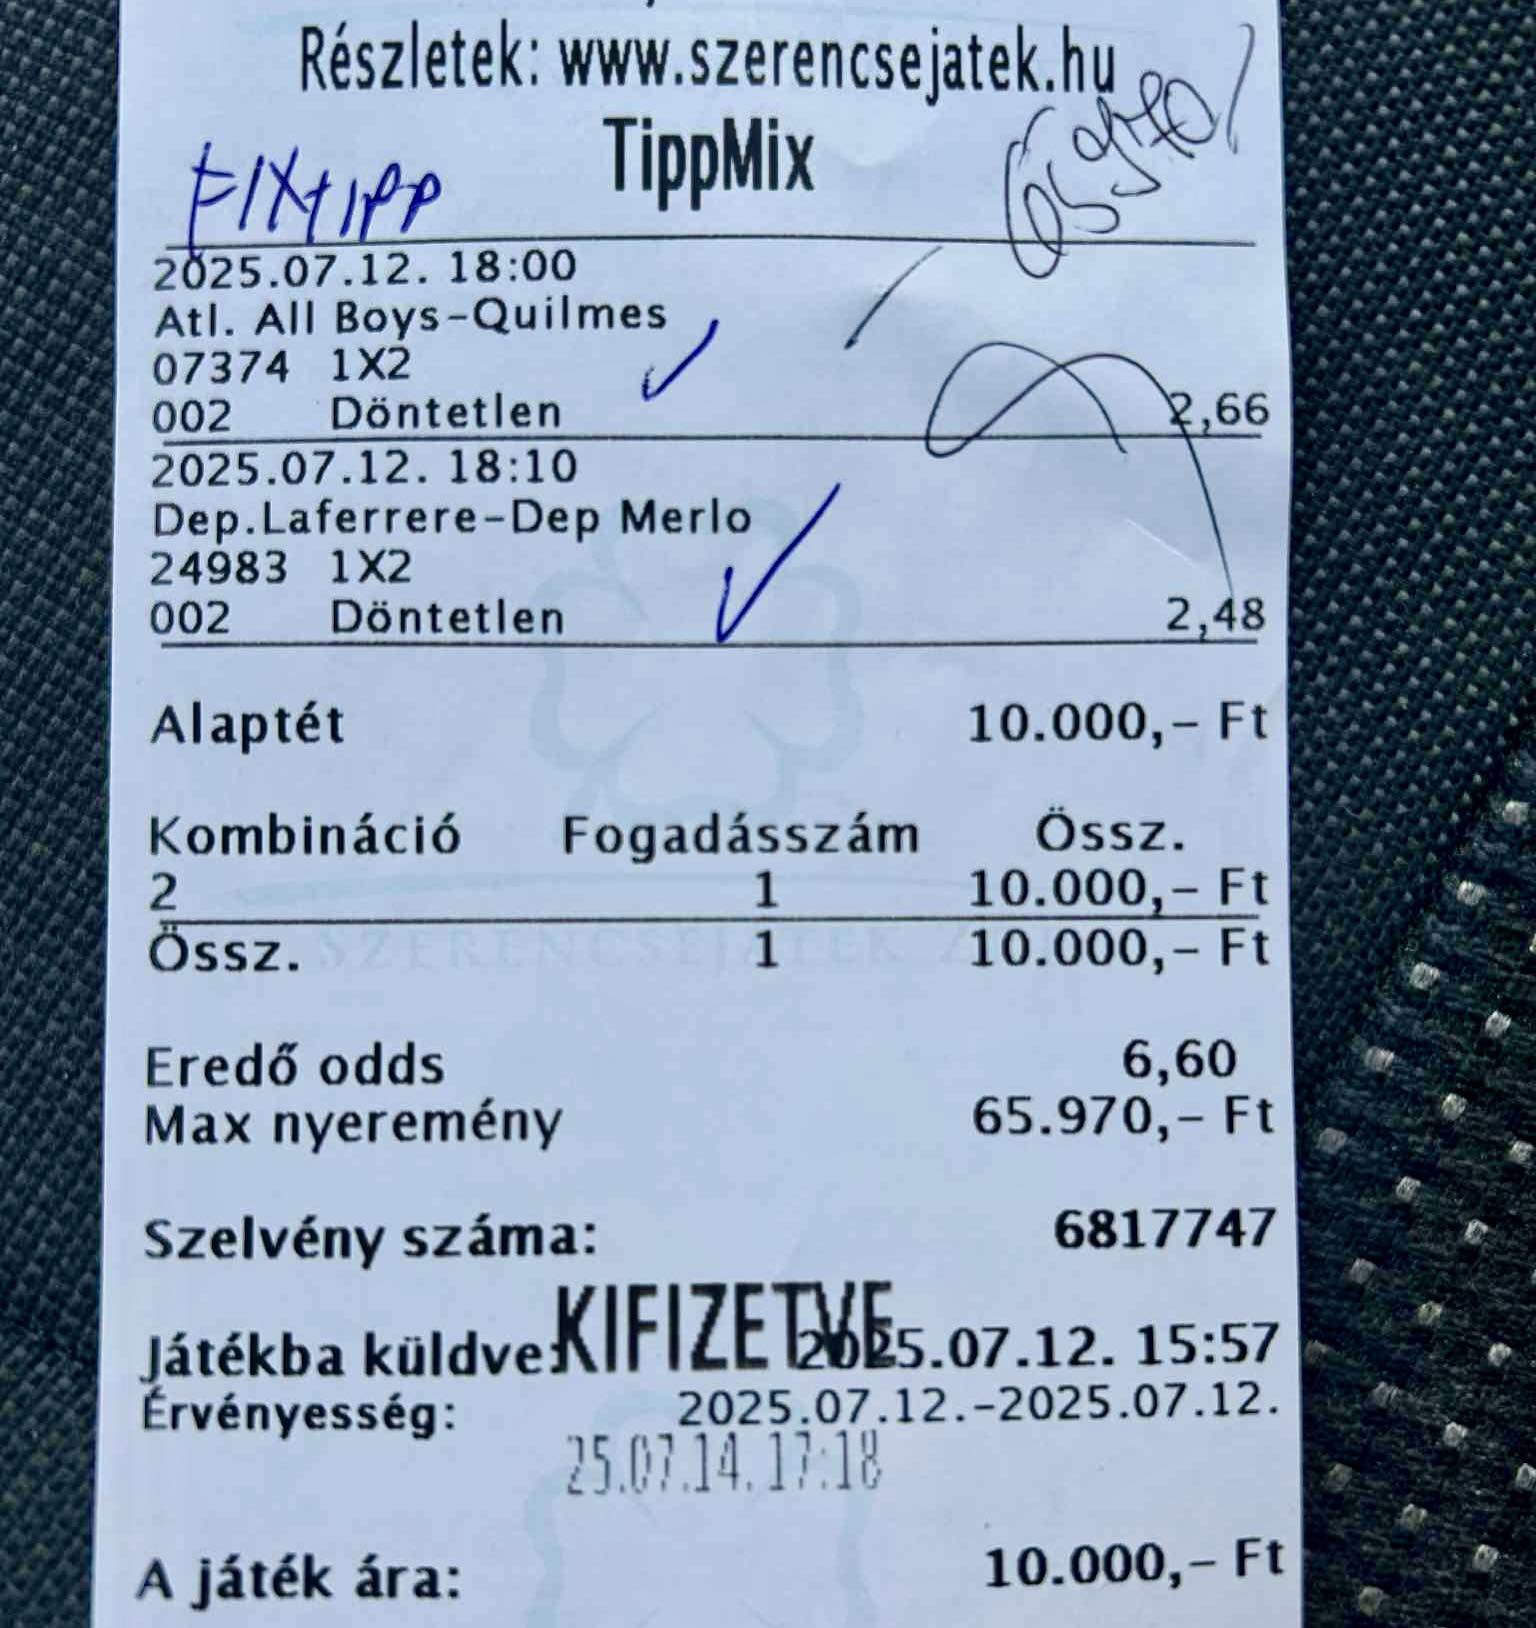 Részletek: www.szerencsejatek.hu
TippMix
FIXTIPP
65970
2025.07.12. 18:00
Atl. All Boys-Quilmes
07374 1X2
002 Döntetlen 2,66
2025.07.12. 18:10
Dep.Laferrere-Dep Merlo
24983 1X2
002 Döntetlen 2,48
Alaptét 10.000,- Ft
Kombináció Fogadásszám Össz.
2 1 10.000,- Ft
Össz. 1 10.000,- Ft
SZERENCSEJÁTEK
Eredő odds 6,60
Max nyeremény 65.970,- Ft
Szelvény száma: 6817747
KIFIZETVE
Játékba küldve: 2025.07.12. 15:57
Érvényesség: 2025.07.12.-2025.07.12.
25.07.14. 17:18
A játék ára: 10.000,- Ft